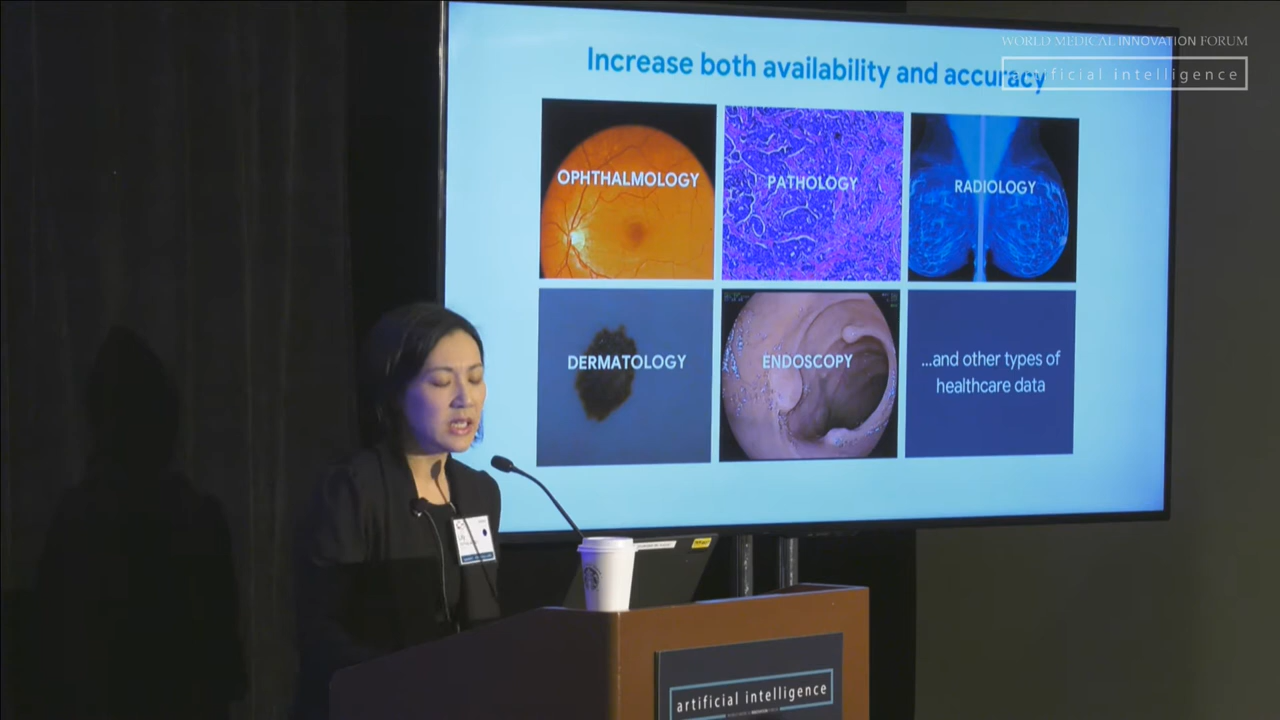 WORLD MEDICAL INNOVATION FORUM
artificial intelligence
Increase both availability and accuracy
OPHTHALMOLOGY
PATHOLOGY
RADIOLOGY
DERMATOLOGY
ENDOSCOPY
...and other types of
healthcare data
artificial intelligence